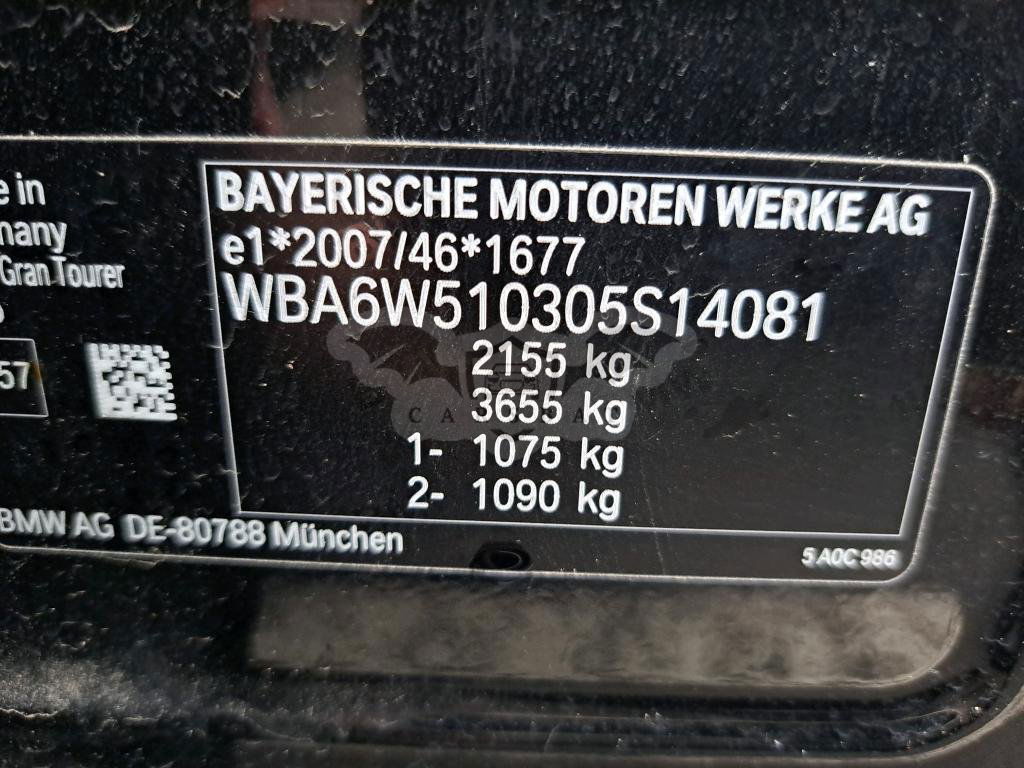 e in
many
Gran Tourer
57
BMW AG DE-80788 München
BAYERISCHE MOTOREN WERKE AG
e1*2007/46*1677
WBA6W510305S14081
2155 kg
3655 kg
1- 1075 kg
2- 1090 kg
5 A0C 986